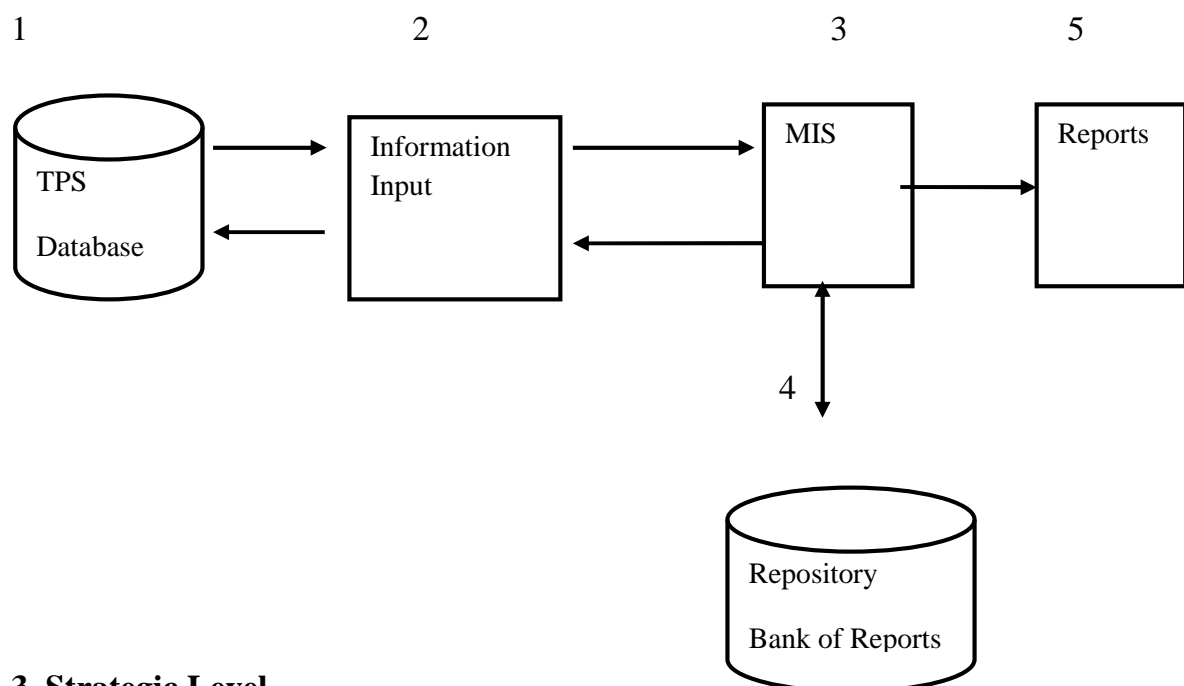 1 2 3 5
TPS
Database
Information
Input
MIS
Reports
4
Repository
Bank of Reports
3. Strategic Level